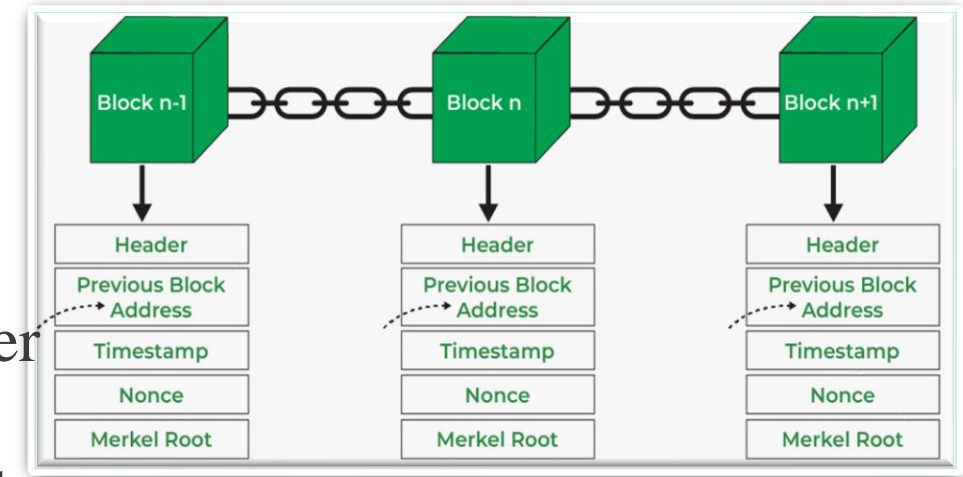 Block n-1
Block n
Block n+1
Header
Previous Block
Address
Timestamp
Nonce
Merkel Root
Header
Previous Block
Address
Timestamp
Nonce
Merkel Root
Header
Previous Block
Address
Timestamp
Nonce
Merkel Root
er